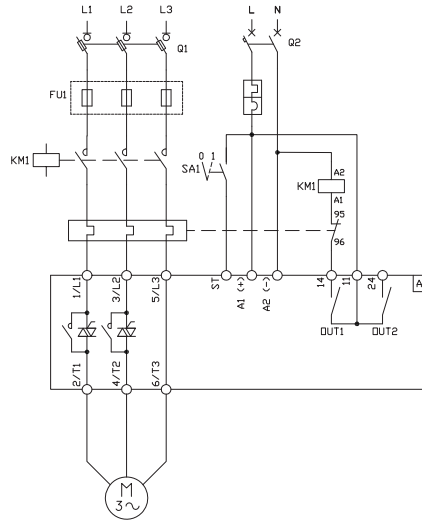 L1 L2 L3 L N
Q1 Q2
FU1
KM1
0 1
SA1
A2
KM1
A1
95
96
1/L1 3/L2 5/L3 ST A1 (+) A2 (-) 14 11 24 A
OUT1 OUT2
2/T1 4/T2 6/T3
M
3~